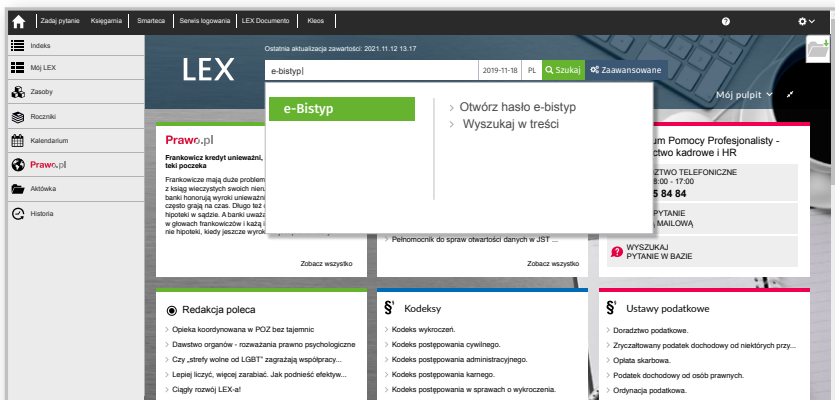 Zadaj pytanie Księgarnia Smarteca Serwis logowania LEX Documento Kleos
Indeks
Mój LEX
Zasoby
Roczniki
Kalendarium
Prawo.pl
Aktówka
Historia
LEX
Ostatnia aktualizacja zawartości: 2021.11.12 13.17
e-bistyp
2019-11-18 PL Szukaj Zaawansowane
Mój pulpit
e-Bistyp
Otwórz hasło e-bistyp
Wyszukaj w treści
Prawo.pl
Frankowicz kredyt unieważni,
teki poczeka
Frankowicze mają duże problem
z ksiąg wieczystych swoich nieru
banki honorują wyroki unieważni
często grają na czas. Długo też
hipoteki w sądzie. A banki uważa
w głowach frankowiczów i każą i
nie hipoteki, kiedy jeszcze wyrok
Zobacz wszystko
Pełnomocnik do spraw otwartości danych w JST ...
Zobacz wszystko
um Pomocy Profesjonalisty -
ctwo kadrowe i HR
ZTWO TELEFONICZNE
8:00 - 17:00
5 84 84
PYTANIE
MAILOWĄ
WYSZUKAJ
PYTANIE W BAZIE
Redakcja poleca
Opieka koordynowana w POZ bez tajemnic
Dawstwo organów - rozważania prawno psychologiczne
Czy „strefy wolne od LGBT” zagrażają współpracy...
Lepiej liczyć, więcej zarabiać. Jak podnieść efektyw...
Ciągły rozwój LEX-a!
§ Kodeksy
Kodeks wykroczeń.
Kodeks postępowania cywilnego.
Kodeks postępowania administracyjnego.
Kodeks postępowania karnego.
Kodeks postępowania w sprawach o wykroczenia.
§ Ustawy podatkowe
Doradztwo podatkowe.
Zryczałtowany podatek dochodowy od niektórych przy...
Opłata skarbowa.
Podatek dochodowy od osób prawnych.
Ordynacja podatkowa.